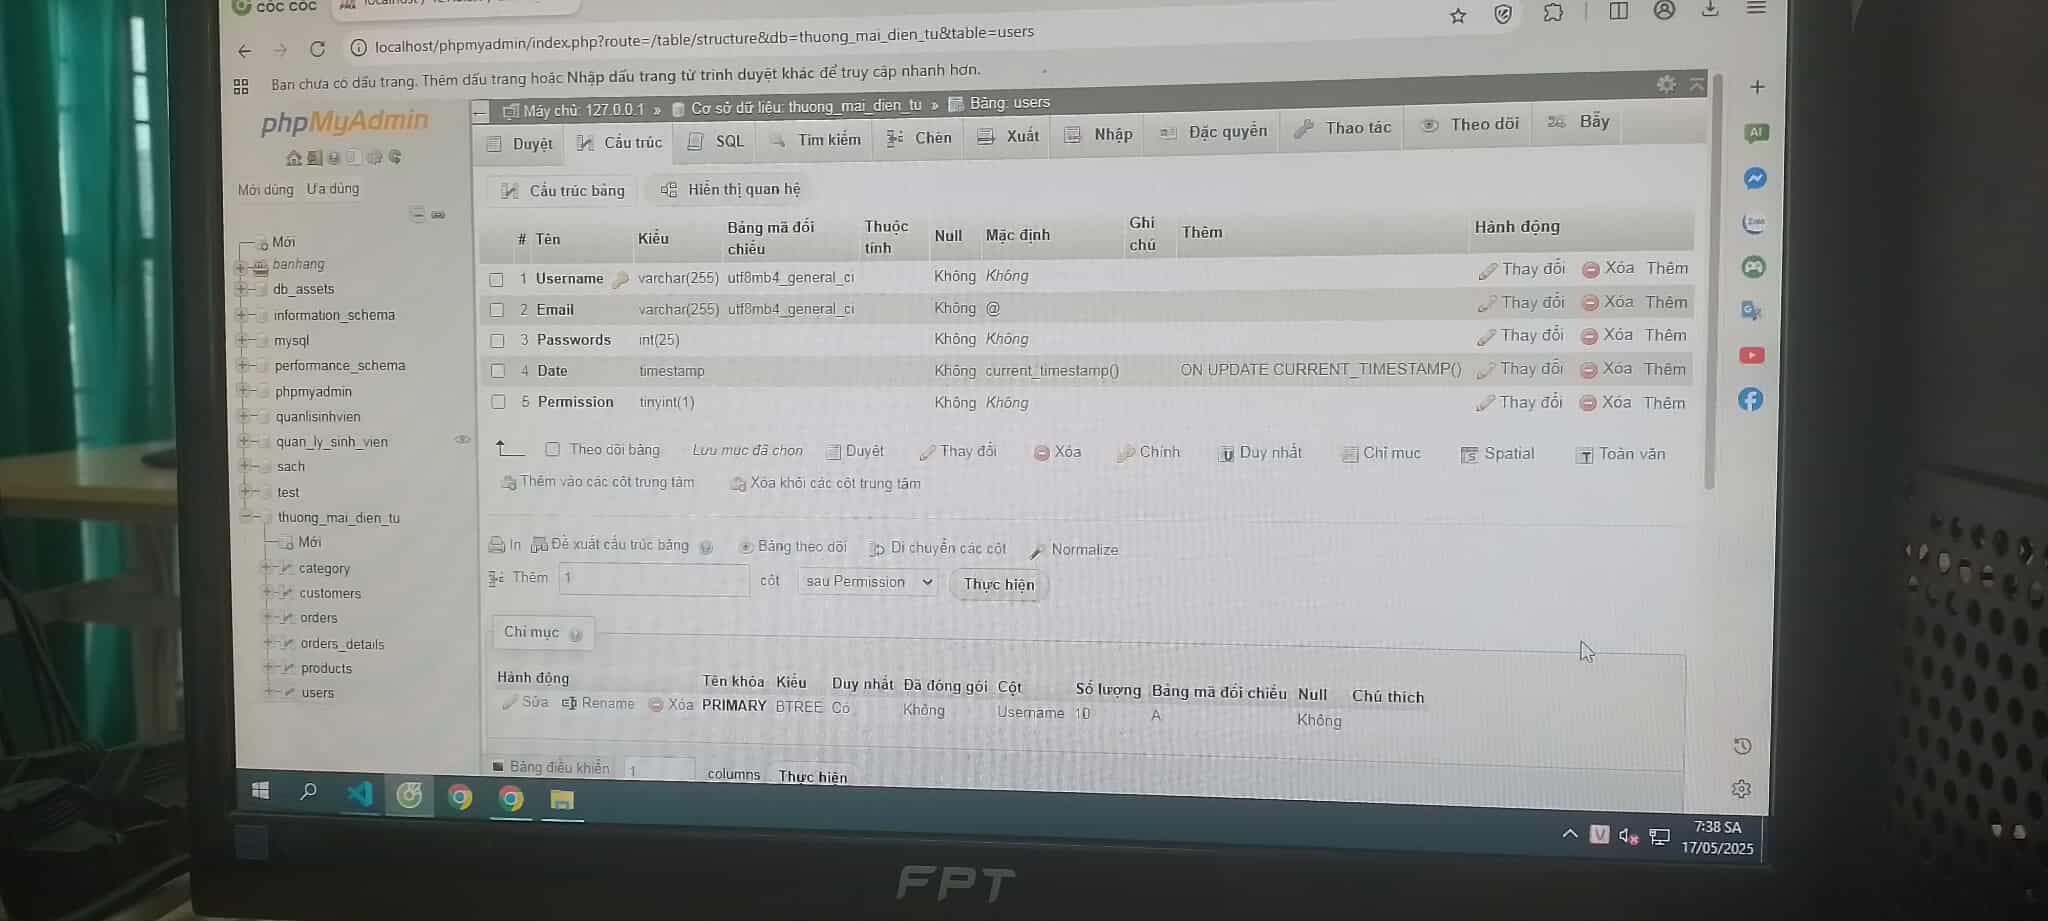 cốc cốc
localhost/phpmyadmin/index.php?route=/table/structure&db=thuong_mai_dien_tu&table=users
Bạn chưa có dấu trang. Thêm dấu trang hoặc Nhập dấu trang từ trình duyệt khác để truy cập nhanh hơn.
phpMyAdmin
Mới dùng Ưa dùng
Mới
banhang
db_assets
information_schema
mysql
performance_schema
phpmyadmin
quanlisinhvien
quan_ly_sinh_vien
sach
test
thuong_mai_dien_tu
Mới
category
customers
orders
orders_details
products
users
Máy chủ: 127.0.0.1 » Cơ sở dữ liệu: thuong_mai_dien_tu » Bảng: users
Duyệt Cấu trúc SQL Tìm kiếm Chèn Xuất Nhập Đặc quyền Thao tác Theo dõi Bẫy
Cấu trúc bảng Hiển thị quan hệ
# Tên Kiểu Bảng mã đối chiếu Thuộc tính Null Mặc định Ghi chú Thêm Hành động
1 Username varchar(255) utf8mb4_general_ci Không Không Thay đổi Xóa Thêm
2 Email varchar(255) utf8mb4_general_ci Không @ Thay đổi Xóa Thêm
3 Passwords int(25) Không Không Thay đổi Xóa Thêm
4 Date timestamp Không current_timestamp() ON UPDATE CURRENT_TIMESTAMP() Thay đổi Xóa Thêm
5 Permission tinyint(1) Không Không Thay đổi Xóa Thêm
Theo dõi bảng Lưu mục đã chọn Duyệt Thay đổi Xóa Chính Duy nhất Chỉ mục Spatial Toàn văn
Thêm vào các cột trung tâm Xóa khỏi các cột trung tâm
In Đề xuất cấu trúc bảng Bảng theo dõi Di chuyển các cột Normalize
Thêm 1 cột sau Permission Thực hiện
Chỉ mục
Hành động Tên khóa Kiểu Duy nhất Đã đóng gói Cột Số lượng Bảng mã đối chiếu Null Chú thích
Sửa Rename Xóa PRIMARY BTREE Có Không Username 10 A Không
Bảng điều khiển 1 columns Thực hiện
AI
Zalo
7:38 SA
17/05/2025
FPT